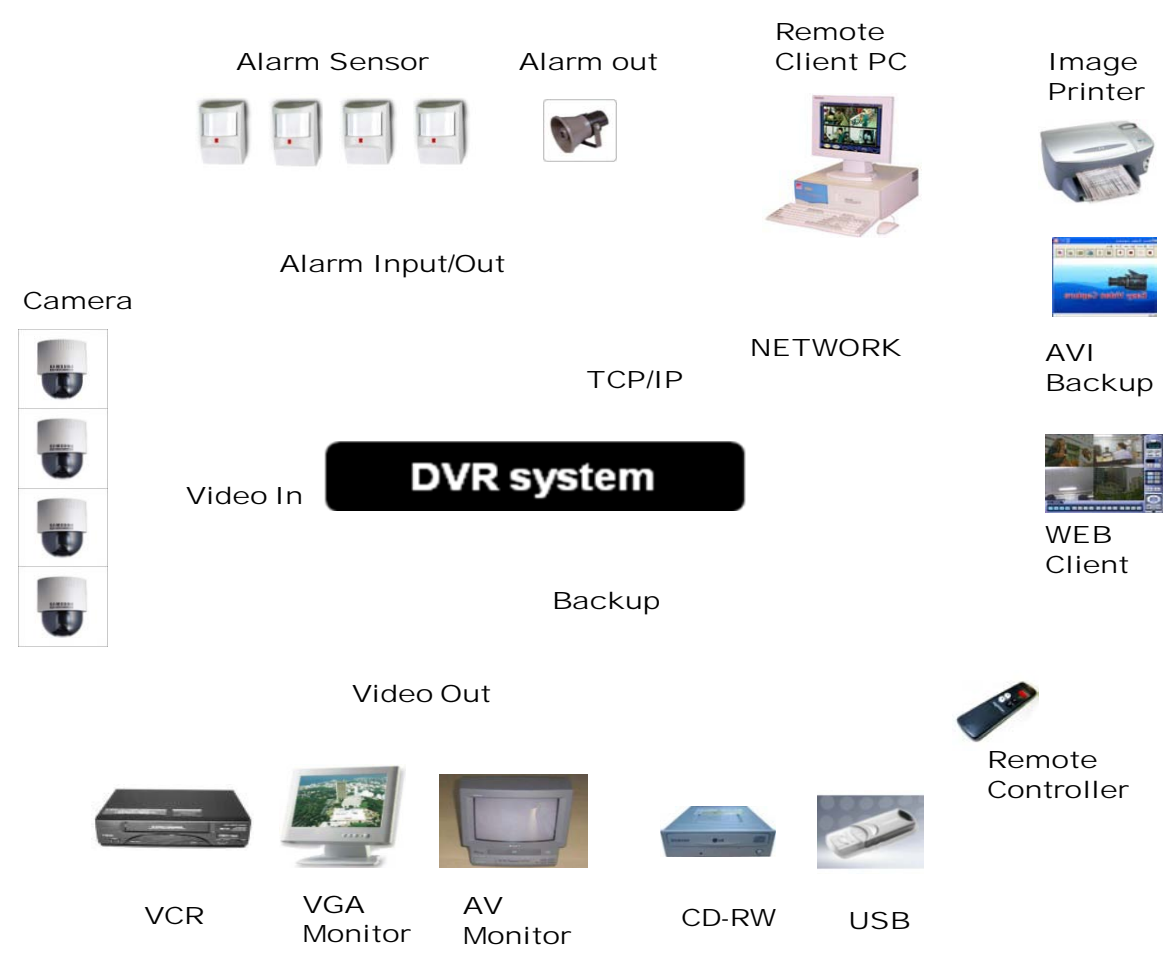 Remote
Client PC
Alarm Sensor
Alarm out
Image
Printer
Alarm Input/Out
Camera
NETWORK
TCP/IP
AVI
Backup
DVR system
Video In
WEB
Client
Backup
Video Out
Remote
Controller
VCR
VGA
Monitor
AV
Monitor
CD-RW
USB